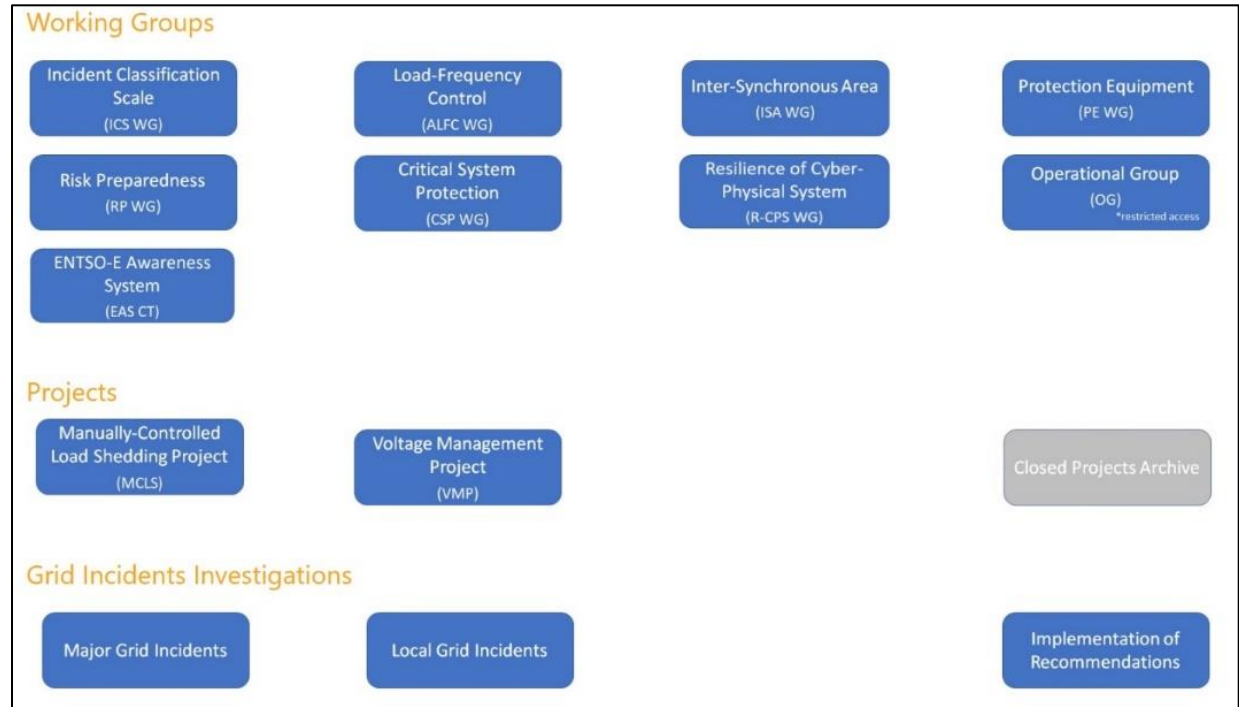 Working Groups
Incident Classification
Scale
(ICS WG)
Load-Frequency
Control
(ALFC WG)
Inter-Synchronous Area
(ISA WG)
Protection Equipment
(PE WG)
Risk Preparedness
(RP WG)
Critical System
Protection
(CSP WG)
Resilience of Cyber-
Physical System
(R-CPS WG)
Operational Group
(OG)
*restricted access
ENTSO-E Awareness
System
(EAS CT)
Projects
Manually-Controlled
Load Shedding Project
(MCLS)
Voltage Management
Project
(VMP)
Closed Projects Archive
Grid Incidents Investigations
Major Grid Incidents
Local Grid Incidents
Implementation of
Recommendations